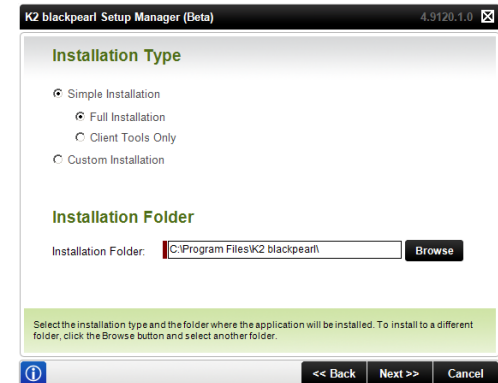 K2 blackpearl Setup Manager (Beta) 4.9120.1.0
Installation Type
Simple Installation
Full Installation
Client Tools Only
Custom Installation
Installation Folder
Installation Folder: C:\Program Files\K2 blackpearl\ Browse
Select the installation type and the folder where the application will be installed. To install to a different
folder, click the Browse button and select another folder.
<< Back Next >> Cancel